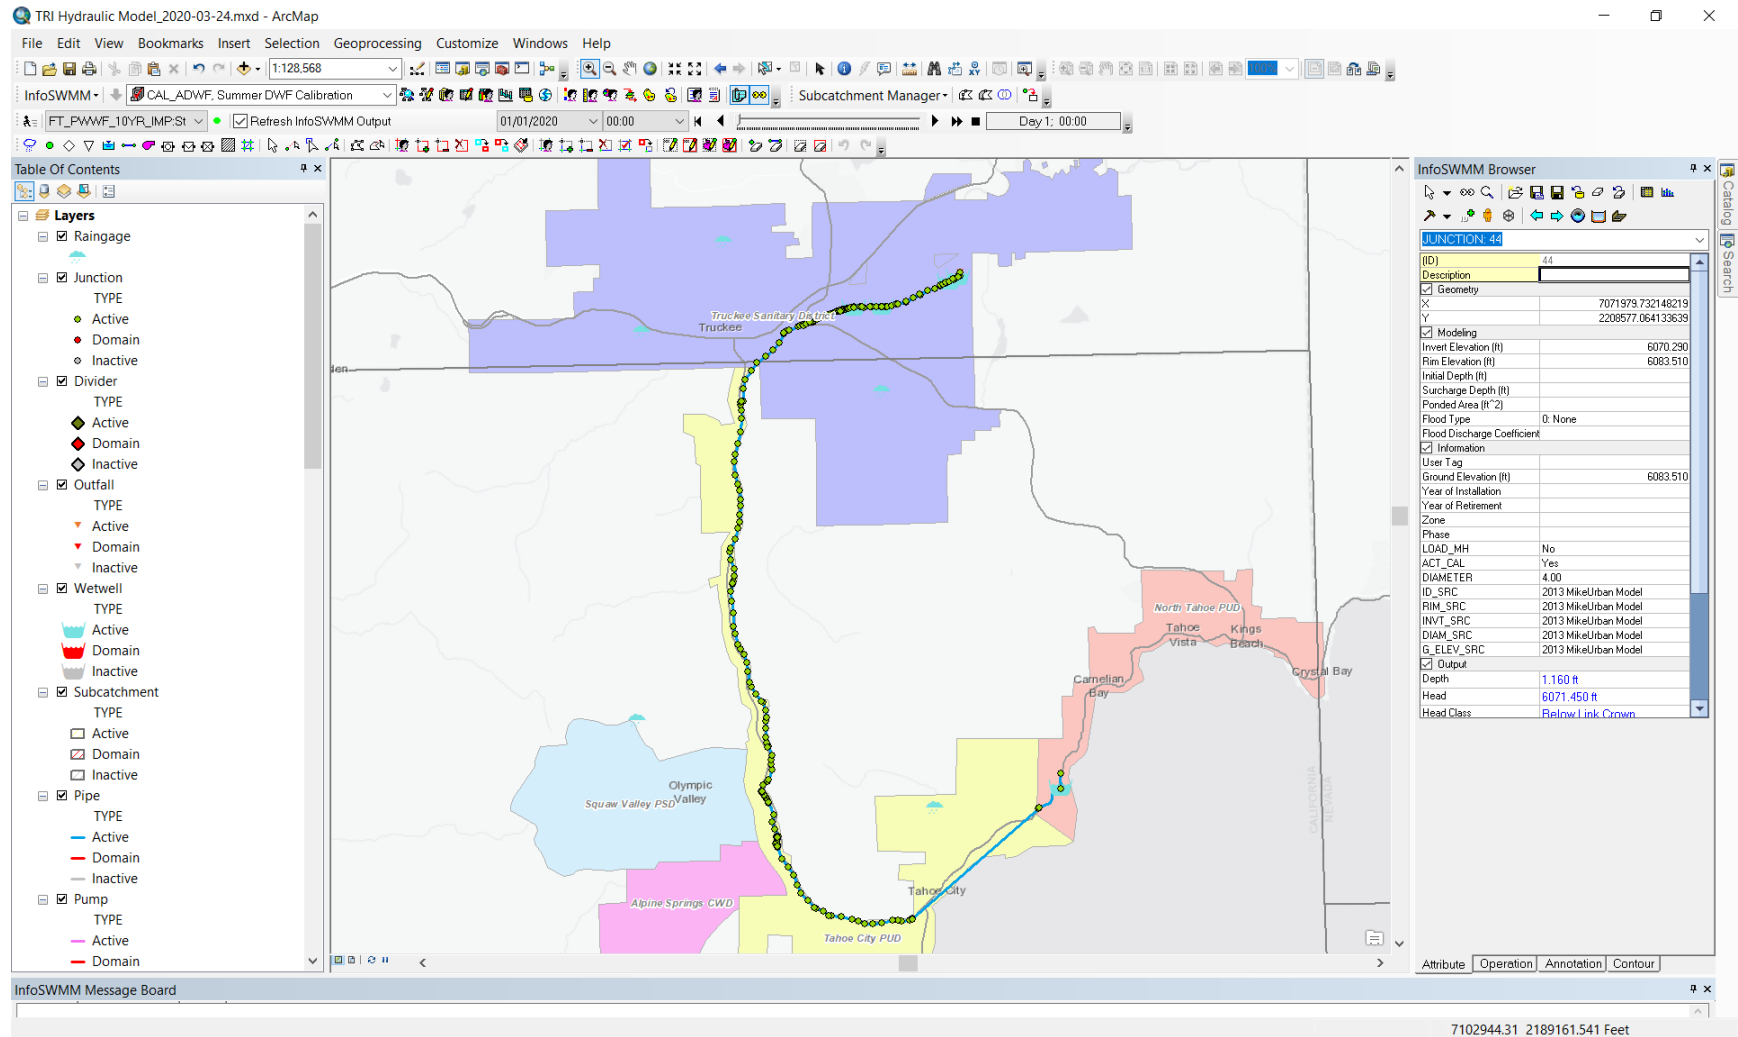 TRI Hydraulic Model_2020-03-24.mxd - ArcMap
File Edit View Bookmarks Insert Selection Geoprocessing Customize Windows Help
1:128,568
100%
InfoSWMM
CAL_ADWF, Summer DWF Calibration
Subcatchment Manager
FT_PWWF_10YR_IMP:St
Refresh InfoSWMM Output
01/01/2020
00:00
Day 1; 00:00
Table Of Contents
Layers
Raingage
Junction
TYPE
Active
Domain
Inactive
Divider
TYPE
Active
Domain
Inactive
Outfall
TYPE
Active
Domain
Inactive
Wetwell
TYPE
Active
Domain
Inactive
Subcatchment
TYPE
Active
Domain
Inactive
Pipe
TYPE
Active
Domain
Inactive
Pump
TYPE
Active
Domain
Truckee Sanitary District
Truckee
den
North Tahoe PUD
Tahoe Vista
Kings Beach
Crystal Bay
Carnelian Bay
Olympic Valley
Squaw Valley PSD
CALIFORNIA
NEVADA
Tahoe City
Alpine Springs CWD
Tahoe City PUD
InfoSWMM Browser
JUNCTION: 44
(ID) 44
Description
Geometry
X 7071979.732148219
Y 2208577.064133639
Modeling
Invert Elevation (ft) 6070.290
Rim Elevation (ft) 6083.510
Initial Depth (ft)
Surcharge Depth (ft)
Ponded Area (ft^2)
Flood Type 0: None
Flood Discharge Coefficient
Information
User Tag
Ground Elevation (ft) 6083.510
Year of Installation
Year of Retirement
Zone
Phase
LOAD_MH No
ACT_CAL Yes
DIAMETER 4.00
ID_SRC 2013 MikeUrban Model
RIM_SRC 2013 MikeUrban Model
INVT_SRC 2013 MikeUrban Model
DIAM_SRC 2013 MikeUrban Model
G_ELEV_SRC 2013 MikeUrban Model
Output
Depth 1.160 ft
Head 6071.450 ft
Head Class Below Link Crown
Attribute Operation Annotation Contour
Catalog
Search
InfoSWMM Message Board
7102944.31 2189161.541 Feet